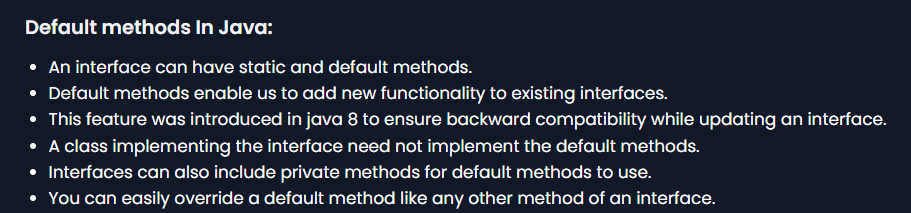 Default methods In Java:
• An interface can have static and default methods.
• Default methods enable us to add new functionality to existing interfaces.
• This feature was introduced in java 8 to ensure backward compatibility while updating an interface.
• A class implementing the interface need not implement the default methods.
• Interfaces can also include private methods for default methods to use.
• You can easily override a default method like any other method of an interface.